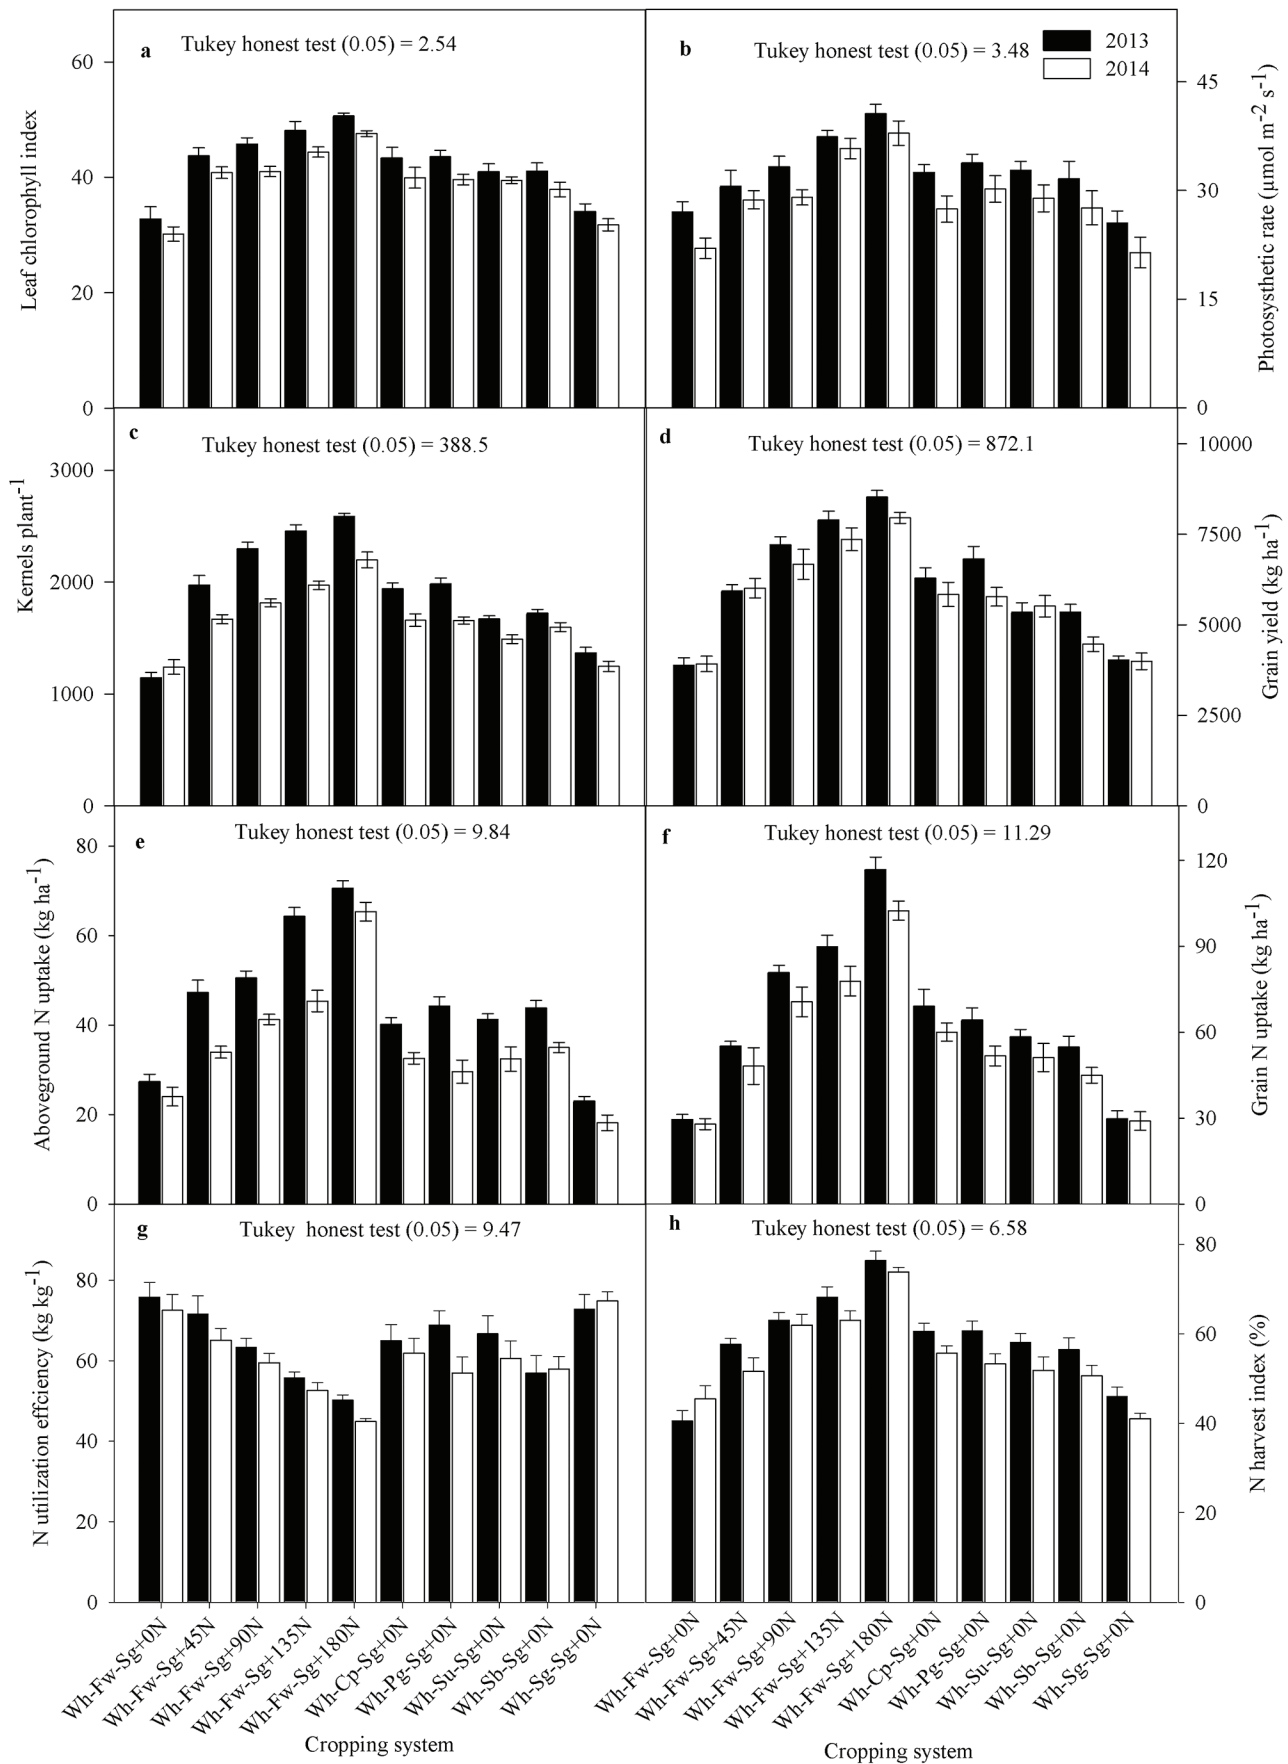 a Tukey honest test (0.05) = 2.54
60
40
20
0
Leaf chlorophyll index
b Tukey honest test (0.05) = 3.48
2013
2014
45
30
15
0
Photosysthetic rate (µmol m-2 s-1)
c
Tukey honest test (0.05) = 388.5
3000
2000
1000
0
Kernels plant-1
d Tukey honest test (0.05) = 872.1
10000
7500
5000
2500
0
Grain yield (kg ha-1)
e Tukey honest test (0.05) = 9.84
80
60
40
20
0
Aboveground N uptake (kg ha-1)
f Tukey honest test (0.05) = 11.29
120
90
60
30
0
Grain N uptake (kg ha-1)
g Tukey honest test (0.05) = 9.47
80
60
40
20
0
N utilization effciency (kg kg-1)
h Tukey honest test (0.05) = 6.58
80
60
40
20
0
N harvest index (%)
Wh-Fw-Sg+0N
Wh-Fw-Sg+45N
Wh-Fw-Sg+90N
Wh-Fw-Sg+135N
Wh-Fw-Sg+180N
Wh-Cp-Sg+0N
Wh-Pg-Sg+0N
Wh-Su-Sg+0N
Wh-Sb-Sg+0N
Wh-Sg-Sg+0N
Cropping system
Wh-Fw-Sg+0N
Wh-Fw-Sg+45N
Wh-Fw-Sg+90N
Wh-Fw-Sg+135N
Wh-Fw-Sg+180N
Wh-Cp-Sg+0N
Wh-Pg-Sg+0N
Wh-Su-Sg+0N
Wh-Sb-Sg+0N
Wh-Sg-Sg+0N
Cropping system